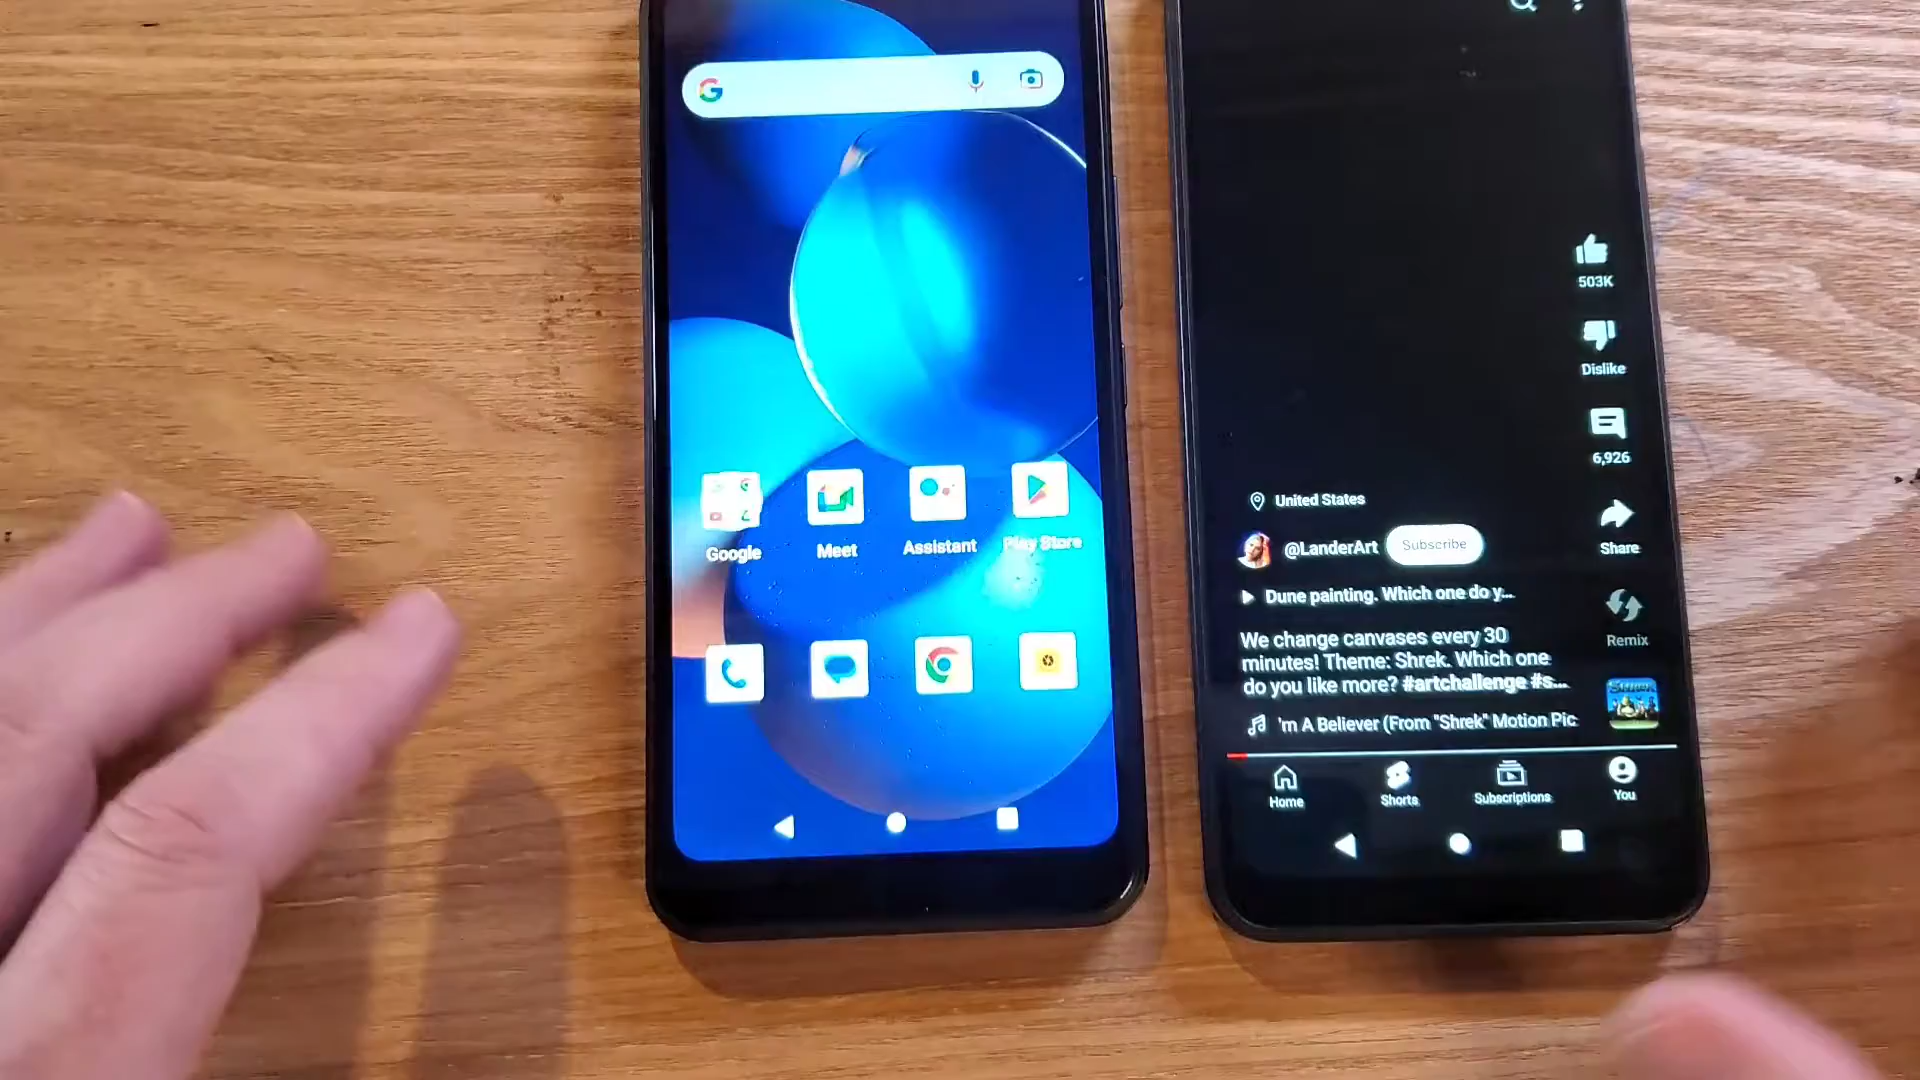 Google
Meet
Assistant
Play Store
503K
Dislike
6,926
United States
Share
@LanderArt
Subscribe
Dune painting. Which one do y...
Remix
We change canvases every 30
minutes! Theme: Shrek. Which one
do you like more? #artchallenge #s...
'm A Believer (From "Shrek" Motion Pic
Home
Shorts
Subscriptions
You